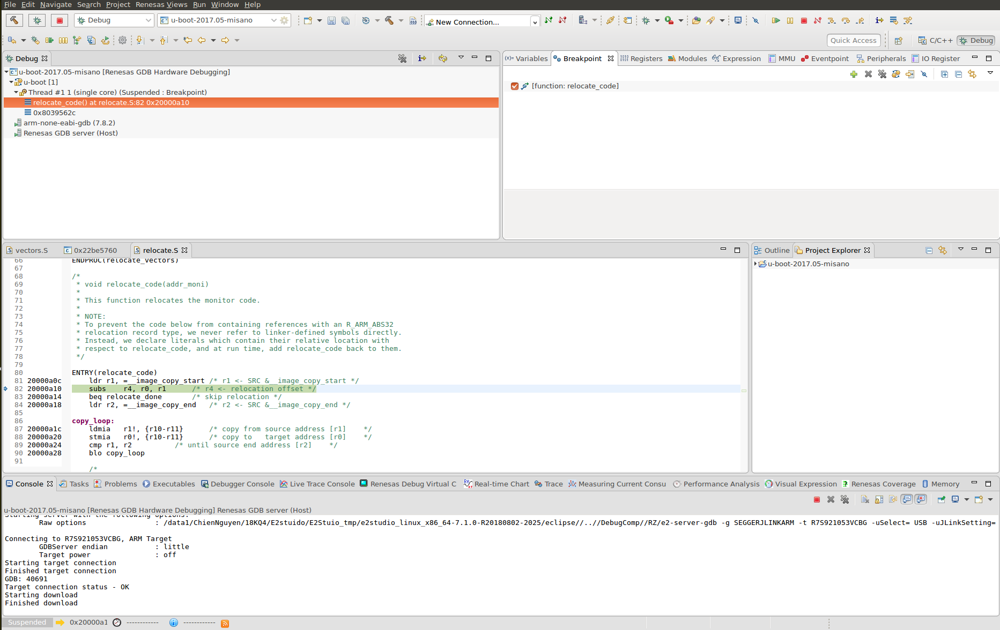 File Edit Navigate Search Project Renesas Views Run Window Help
Debug u-boot-2017.05-misano New Connection...
Quick Access C/C++ Debug
Debug
u-boot-2017.05-misano [Renesas GDB Hardware Debugging]
u-boot [1]
Thread #1 1 (single core) (Suspended : Breakpoint)
relocate_code() at relocate.S:82 0x20000a10
0x8039562c
arm-none-eabi-gdb (7.8.2)
Renesas GDB server (Host)
Variables Breakpoint Registers Modules Expression MMU Eventpoint Peripherals IO Register
[function: relocate_code]
vectors.S 0x22be5760 relocate.S
66 ENDPROC(relocate_vectors)
67
68 /*
69 * void relocate_code(addr_moni)
70 *
71 * This function relocates the monitor code.
72 *
73 * NOTE:
74 * To prevent the code below from containing references with an R_ARM_ABS32
75 * relocation record type, we never refer to linker-defined symbols directly.
76 * Instead, we declare literals which contain their relative location with
77 * respect to relocate_code, and at run time, add relocate_code back to them.
78 */
79
80 ENTRY(relocate_code)
81 20000a0c ldr r1, =__image_copy_start /* r1 <- SRC &__image_copy_start */
82 20000a10 subs r4, r0, r1 /* r4 <- relocation offset */
83 20000a14 beq relocate_done /* skip relocation */
84 20000a18 ldr r2, =__image_copy_end /* r2 <- SRC &__image_copy_end */
85
86 copy_loop:
87 20000a1c ldmia r1!, {r10-r11} /* copy from source address [r1] */
88 20000a20 stmia r0!, {r10-r11} /* copy to target address [r0] */
89 20000a24 cmp r1, r2 /* until source end address [r2] */
90 20000a28 blo copy_loop
91
/*
Outline Project Explorer
u-boot-2017.05-misano
Console Tasks Problems Executables Debugger Console Live Trace Console Renesas Debug Virtual C Real-time Chart Trace Measuring Current Consu Performance Analysis Visual Expression Renesas Coverage Memory
u-boot-2017.05-misano [Renesas GDB Hardware Debugging] Renesas GDB server (Host)
Starting server with the following options:
Raw options : /data1/ChienNguyen/18KQ4/E2stuido/E2Stuio_tmp/e2studio_linux_x86_64-7.1.0-R20180802-2025/eclipse//..//DebugComp//RZ/e2-server-gdb -g SEGGERJLINKARM -t R7S921053VCBG -uSelect= USB -uJLinkSetting=
Connecting to R7S921053VCBG, ARM Target
GDBServer endian : little
Target power : off
Starting target connection
Finished target connection
GDB: 40691
Target connection status - OK
Starting download
Finished download
Suspended 0x20000a1 ------------ ------------